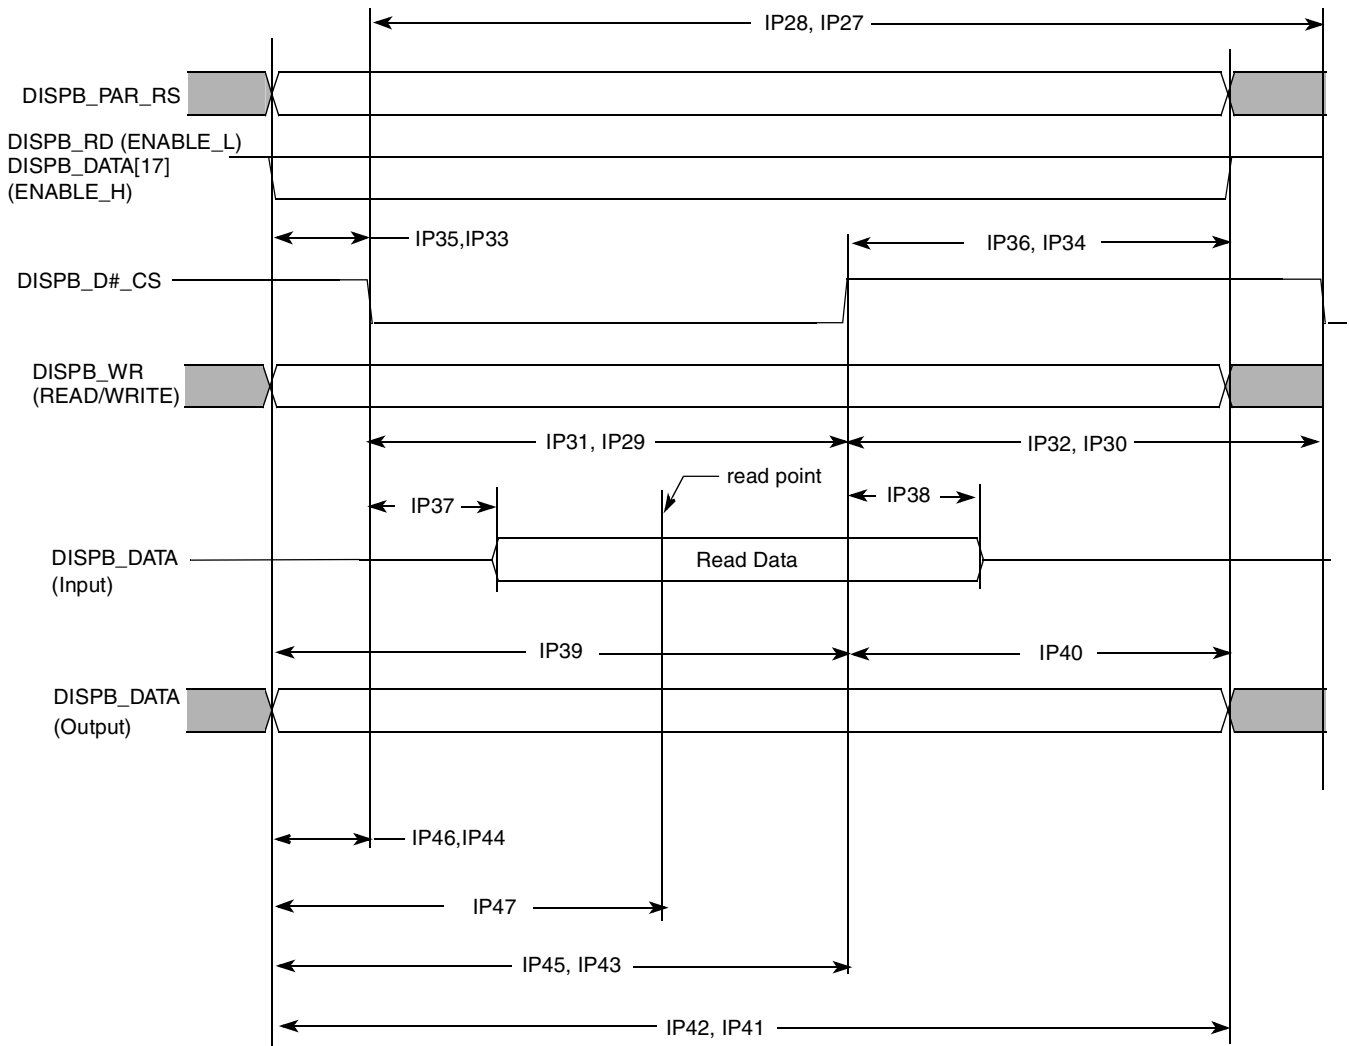 IP28, IP27
DISPB_PAR_RS
DISPB_RD (ENABLE_L)
DISPB_DATA[17]
(ENABLE_H)
IP35,IP33
IP36, IP34
DISPB_D#_CS
DISPB_WR
(READ/WRITE)
IP31, IP29
IP32, IP30
read point
IP37
IP38
DISPB_DATA
(Input)
Read Data
IP39
IP40
DISPB_DATA
(Output)
IP46,IP44
IP47
IP45, IP43
IP42, IP41